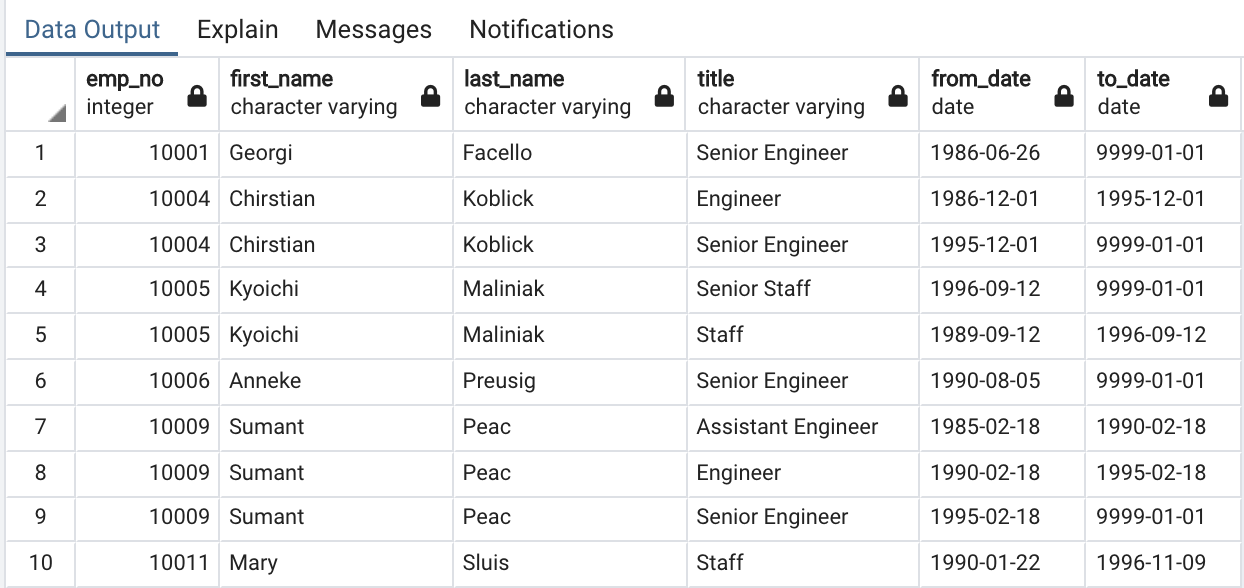 Data Output Explain Messages Notifications
emp_no first_name last_name title from_date to_date
integer character varying character varying character varying date date
1 10001 Georgi Facello Senior Engineer 1986-06-26 9999-01-01
2 10004 Chirstian Koblick Engineer 1986-12-01 1995-12-01
3 10004 Chirstian Koblick Senior Engineer 1995-12-01 9999-01-01
4 10005 Kyoichi Maliniak Senior Staff 1996-09-12 9999-01-01
5 10005 Kyoichi Maliniak Staff 1989-09-12 1996-09-12
6 10006 Anneke Preusig Senior Engineer 1990-08-05 9999-01-01
7 10009 Sumant Peac Assistant Engineer 1985-02-18 1990-02-18
8 10009 Sumant Peac Engineer 1990-02-18 1995-02-18
9 10009 Sumant Peac Senior Engineer 1995-02-18 9999-01-01
10 10011 Mary Sluis Staff 1990-01-22 1996-11-09